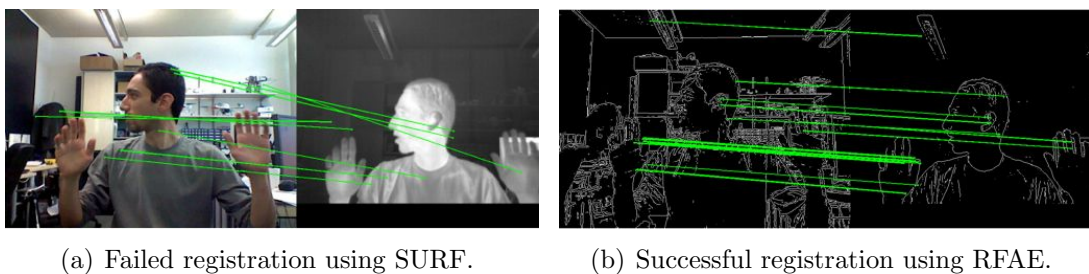 (a) Failed registration using SURF.
(b) Successful registration using RFAE.